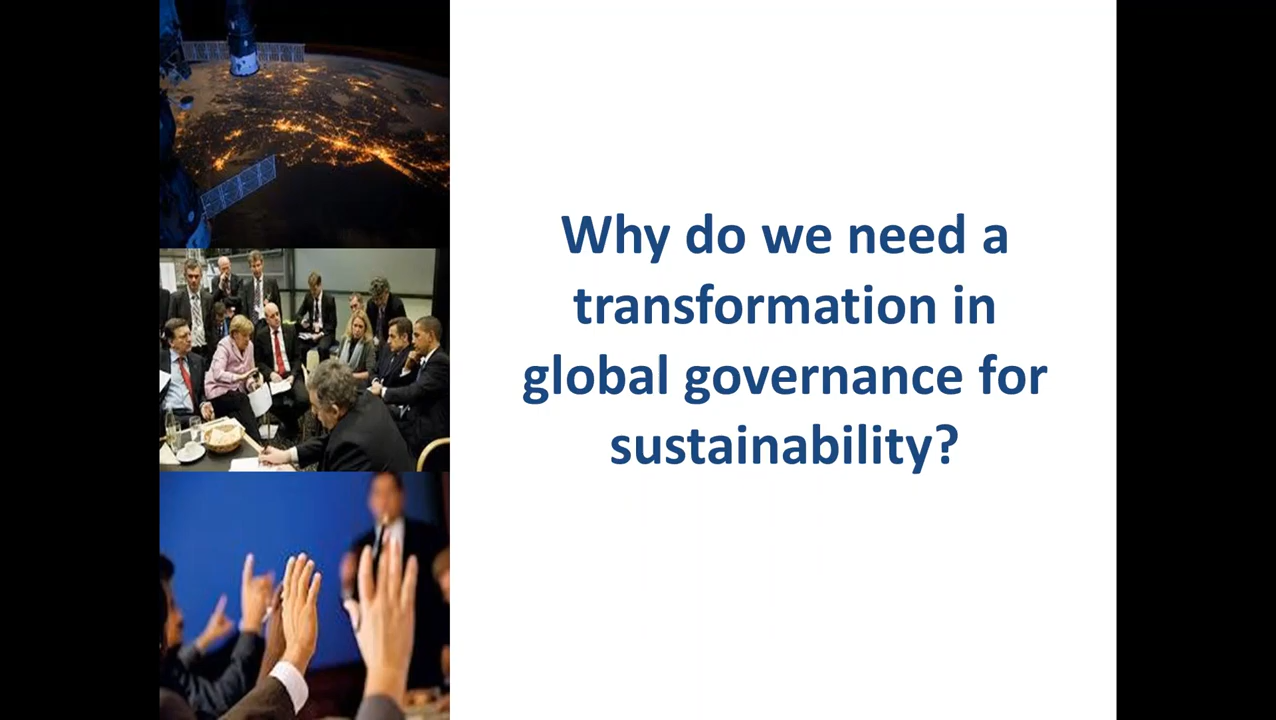 Why do we need a
transformation in
global governance for
sustainability?